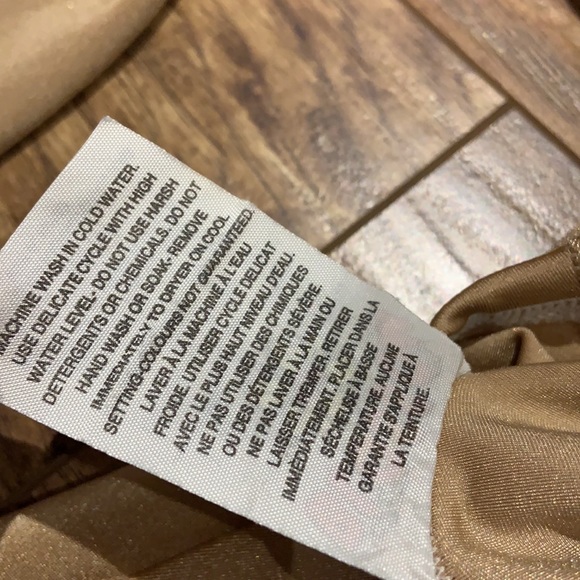 MACHINE WASH IN COLD WATER.
USE DELICATE CYCLE WITH HIGH
WATER LEVEL- DO NOT USE HARSH
DETERGENTS OR CHEMICALS. DO NOT
HAND WASH OR SOAK- REMOVE
IMMEDIATELY TO DRYER ON COOL
SETTING-COLOURS NOT GUARANTEED.
LAVER À LA MACHINE À L'EAU
FROIDE. UTILISER CYCLE DELICAT
AVEC LE PLUS HAUT NIVEAU D'EAU.
NE PAS UTILISER DES CHIMIQUES
OU DES DETERGENTS SÉVÈRE.
NE PAS LAVER À LA MAIN OU
LAISSER TREMPER. RETIRER
IMMÉDIATEMENT. PLACER DANS LA
SÉCHEUSE À BASSE
TEMPERATURE. AUCUNE
GARANTIE S'APPLIQUE À
LA TEINTURE.